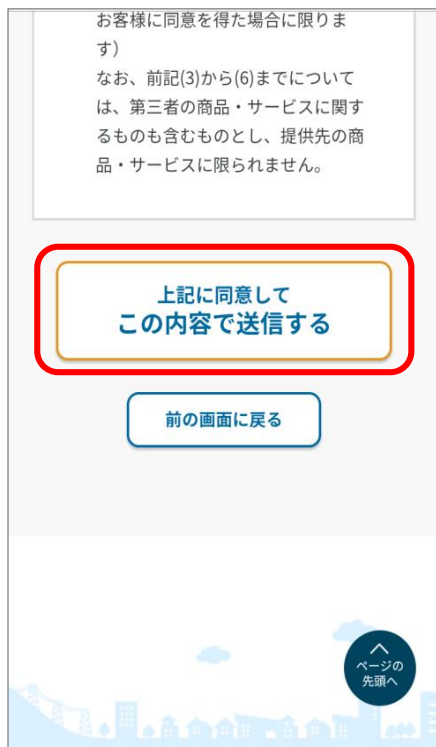 お客様に同意を得た場合に限りま
す）
なお、前記(3)から(6)までについて
は、第三者の商品・サービスに関す
るものも含むものとし、提供先の商
品・サービスに限られません。
上記に同意して
この内容で送信する
前の画面に戻る
ページの
先頭へ